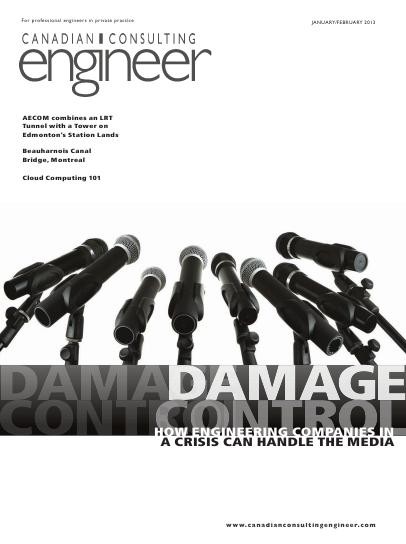 For professional engineers in private practice
JANUARY/FEBRUARY 2013
CANADIAN CONSULTING
engineer
AECOM combines an LRT
Tunnel with a Tower on
Edmonton's Station Lands
Beauharnois Canal
Bridge, Montreal
Cloud Computing 101
DAMADAMAGE
CONTCONTROL
HOW ENGINEERING COMPANIES IN
A CRISIS CAN HANDLE THE MEDIA
www.canadianconsultingengineer.com